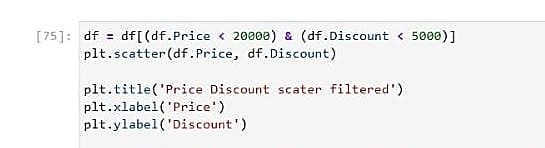 [75]: df = df[(df.Price < 20000) & (df.Discount < 5000)]
plt.scatter(df.Price, df.Discount)
plt.title('Price Discount scater filtered')
plt.xlabel('Price')
plt.ylabel('Discount')